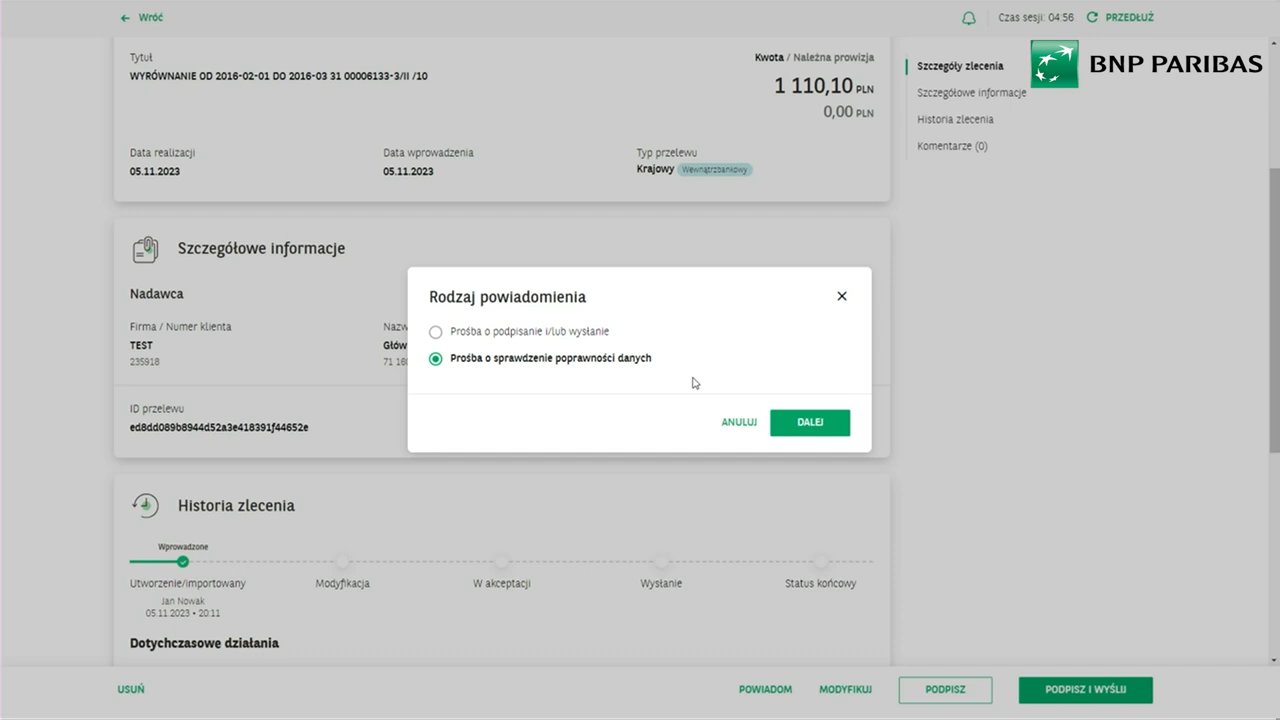 Wróć
Czas sesji: 04:56
PRZEDŁUŻ
BNP PARIBAS
Tytuł
WYRÓWNANIE OD 2016-02-01 DO 2016-03 31 00006133-3/II /10
Kwota / Należna prowizja
1 110,10 PLN
0,00 PLN
Data realizacji
05.11.2023
Data wprowadzenia
05.11.2023
Typ przelewu
Krajowy Wewnątrzbankowy
Szczegóły zlecenia
Szczegółowe informacje
Historia zlecenia
Komentarze (0)
Szczegółowe informacje
Nadawca
Firma / Numer klienta
TEST
235918
Nazw
Głów
71 160
ID przelewu
ed8dd089b8944d52a3e418391f44652e
Rodzaj powiadomienia
Prośba o podpisanie i/lub wysłanie
Prośba o sprawdzenie poprawności danych
ANULUJ
DALEJ
Historia zlecenia
Wprowadzone
Utworzenie/importowany
Jan Nowak
05.11.2023 • 20:11
Modyfikacja
W akceptacji
Wysłanie
Status końcowy
Dotychczasowe działania
USUŃ
POWIADOM
MODYFIKUJ
PODPISZ
PODPISZ I WYŚLIJ